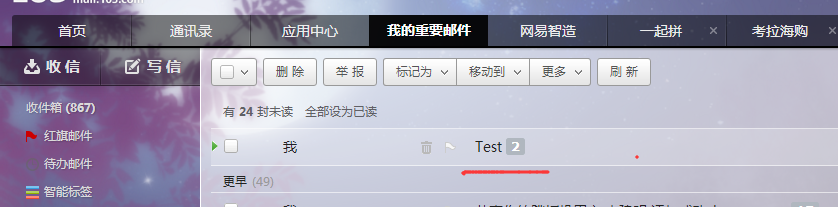 首页 通讯录 应用中心 我的重要邮件 网易智造 一起拼 × 考拉海购 ×
收信 写信
删除 举报 标记为 移动到 更多 刷新
收件箱 (867)
有 24 封未读 全部设为已读
红旗邮件
我 Test 2
待办邮件
更早 (49)
智能标签